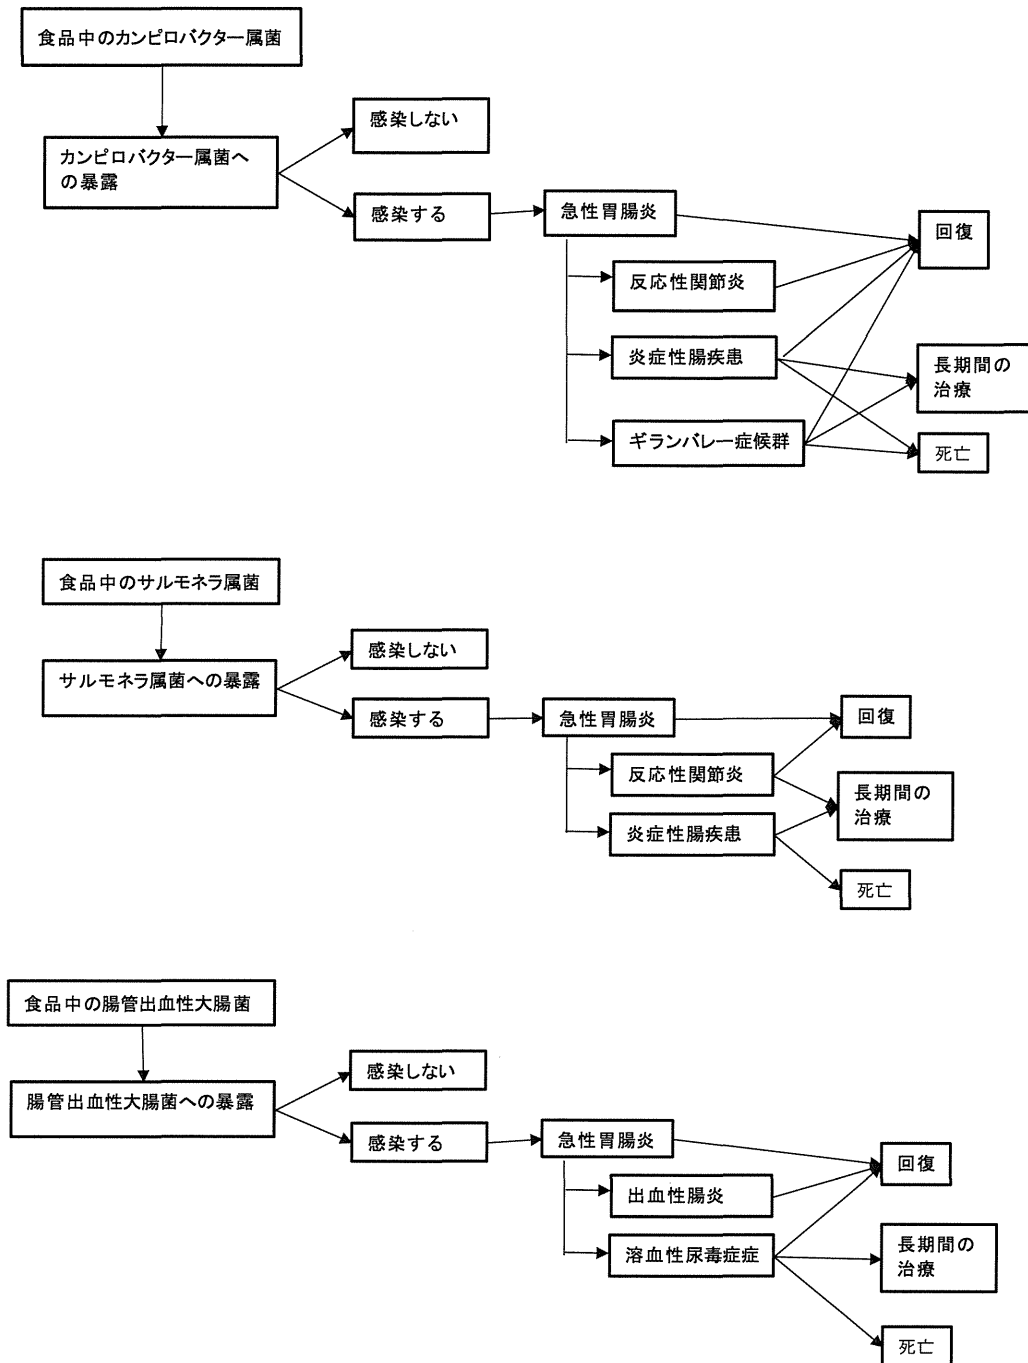 食品中のカンピロバクター属菌
カンピロバクター属菌へ
の暴露
感染しない
感染する
急性胃腸炎
反応性関節炎
炎症性腸疾患
ギランバレー症候群
回復
長期間の
治療
死亡
食品中のサルモネラ属菌
サルモネラ属菌への暴露
感染しない
感染する
急性胃腸炎
反応性関節炎
炎症性腸疾患
回復
長期間の
治療
死亡
食品中の腸管出血性大腸菌
腸管出血性大腸菌への暴露
感染しない
感染する
急性胃腸炎
出血性腸炎
溶血性尿毒症症
回復
長期間の
治療
死亡